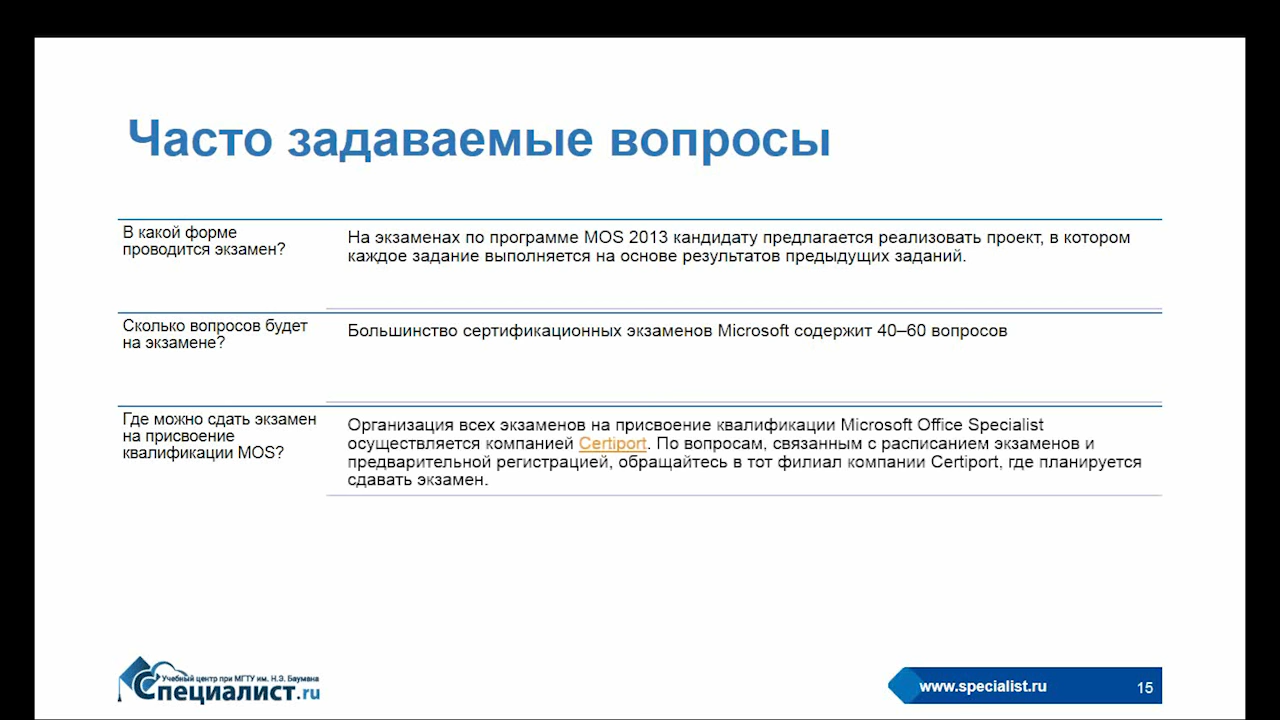 Часто задаваемые вопросы
В какой форме
проводится экзамен?
На экзаменах по программе MOS 2013 кандидату предлагается реализовать проект, в котором
каждое задание выполняется на основе результатов предыдущих заданий.
Сколько вопросов будет
на экзамене?
Большинство сертификационных экзаменов Microsoft содержит 40–60 вопросов
Где можно сдать экзамен
на присвоение
квалификации MOS?
Организация всех экзаменов на присвоение квалификации Microsoft Office Specialist
осуществляется компанией Certiport. По вопросам, связанным с расписанием экзаменов и
предварительной регистрацией, обращайтесь в тот филиал компании Certiport, где планируется
сдавать экзамен.
Учебный центр при МГТУ им. Н.Э. Баумана
Специалист.ru
www.specialist.ru
15